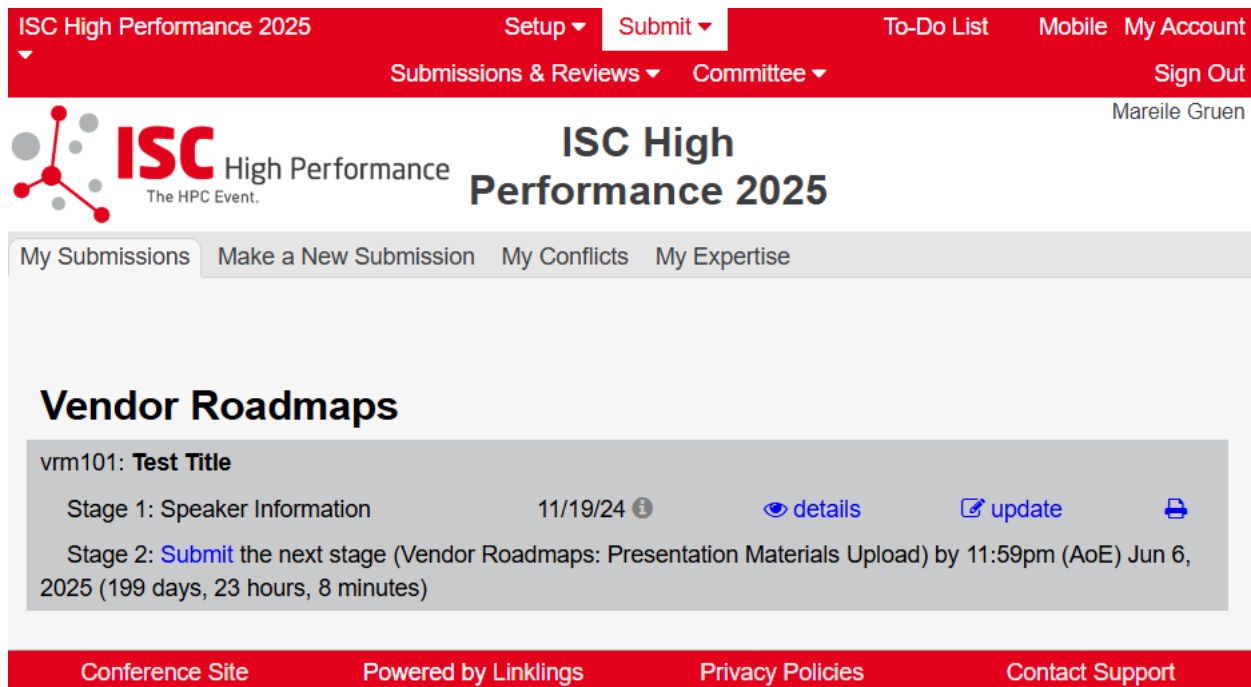 ISC High Performance 2025 Setup Submit To-Do List Mobile My Account
Submissions & Reviews Committee Sign Out
Mareile Gruen
ISC High Performance
The HPC Event.
ISC High
Performance 2025
My Submissions Make a New Submission My Conflicts My Expertise
Vendor Roadmaps
vrm101: Test Title
Stage 1: Speaker Information 11/19/24 details update
Stage 2: Submit the next stage (Vendor Roadmaps: Presentation Materials Upload) by 11:59pm (AoE) Jun 6,
2025 (199 days, 23 hours, 8 minutes)
Conference Site Powered by Linklings Privacy Policies Contact Support